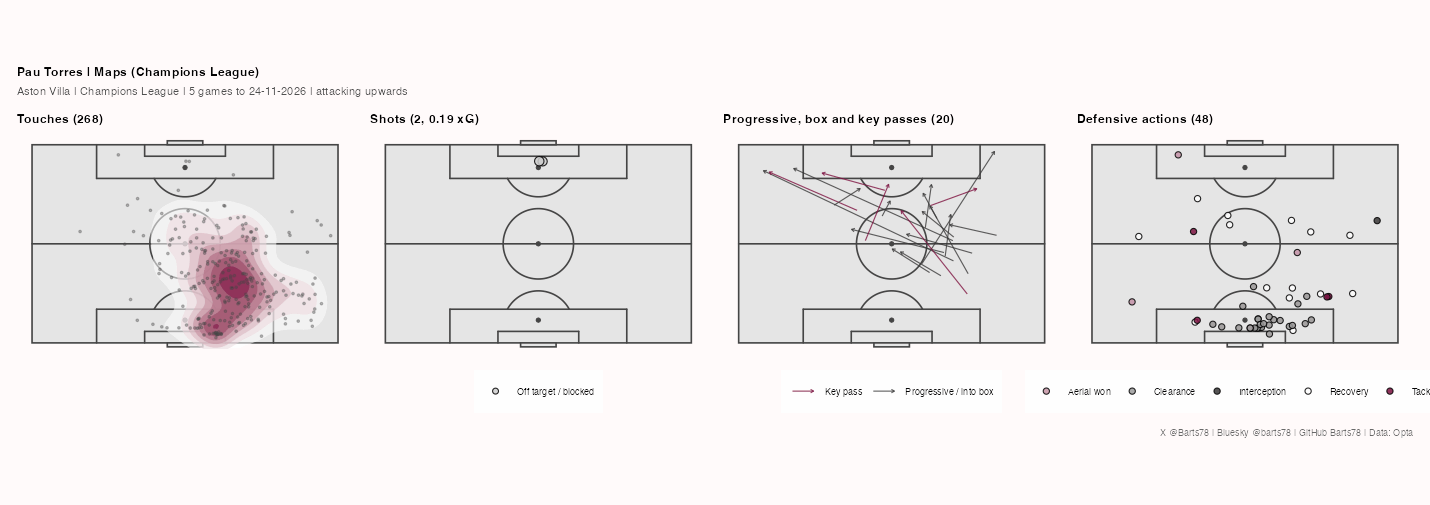 Pau Torres | Maps (Champions League)
Aston Villa | Champions League | 5 games to 24-11-2026 | attacking upwards
Touches (268)
Shots (2, 0.19 xG)
Progressive, box and key passes (20)
Defensive actions (48)
Off target / blocked
Key pass
Progressive / into box
Aerial won
Clearance
Interception
Recovery
Tack
X @Barts78 | Bluesky @barts78 | GitHub Barts78 | Data: Opta